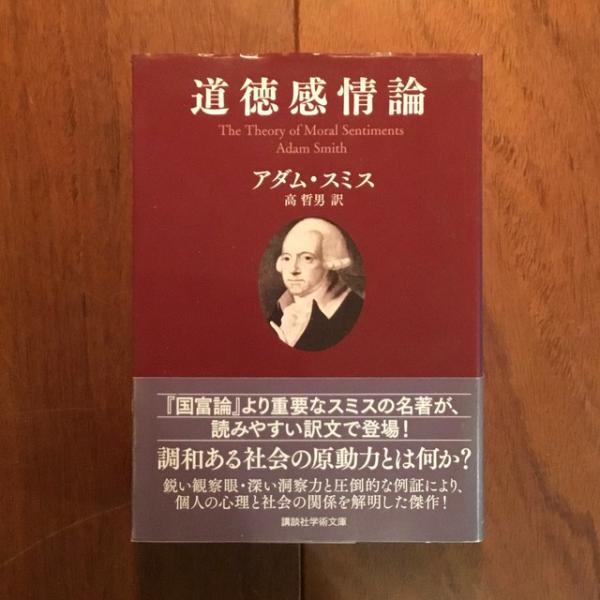 道徳感情論
The Theory of Moral Sentiments
Adam Smith
アダム・スミス
高 哲男 訳
『国富論』より重要なスミスの名著が、
読みやすい訳文で登場！
調和ある社会の原動力とは何か？
鋭い観察眼・深い洞察力と圧倒的な例証により、
個人の心理と社会の関係を解明した傑作！
講談社学術文庫